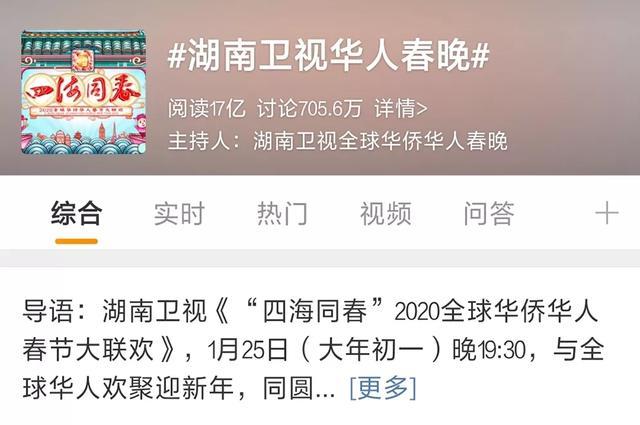 四海同春
2020全球华侨华人春节大联欢
#湖南卫视华人春晚#
阅读17亿 讨论705.6万 详情>
主持人：湖南卫视全球华侨华人春晚
综合 实时 热门 视频 问答 +
导语：湖南卫视《“四海同春”2020全球华侨华人
春节大联欢》，1月25日（大年初一）晚19:30，与全
球华人欢聚迎新年，同圆... [更多]